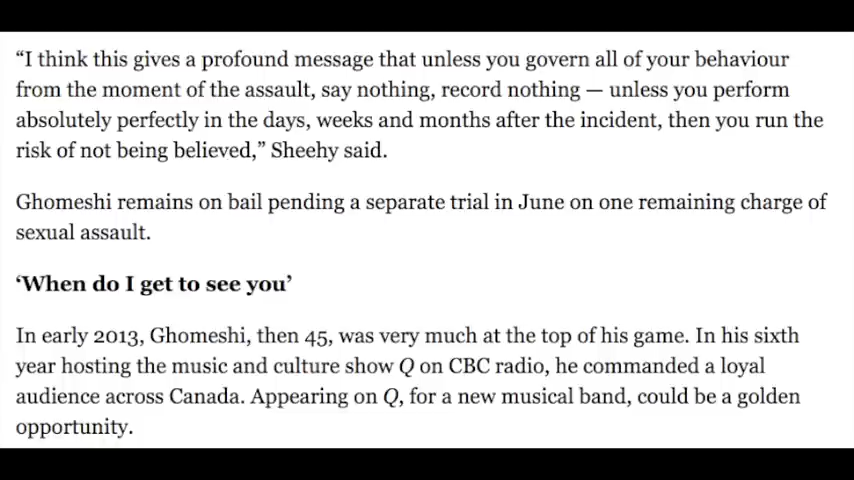 “I think this gives a profound message that unless you govern all of your behaviour
from the moment of the assault, say nothing, record nothing — unless you perform
absolutely perfectly in the days, weeks and months after the incident, then you run the
risk of not being believed,” Sheehy said.
Ghomeshi remains on bail pending a separate trial in June on one remaining charge of
sexual assault.
‘When do I get to see you’
In early 2013, Ghomeshi, then 45, was very much at the top of his game. In his sixth
year hosting the music and culture show Q on CBC radio, he commanded a loyal
audience across Canada. Appearing on Q, for a new musical band, could be a golden
opportunity.